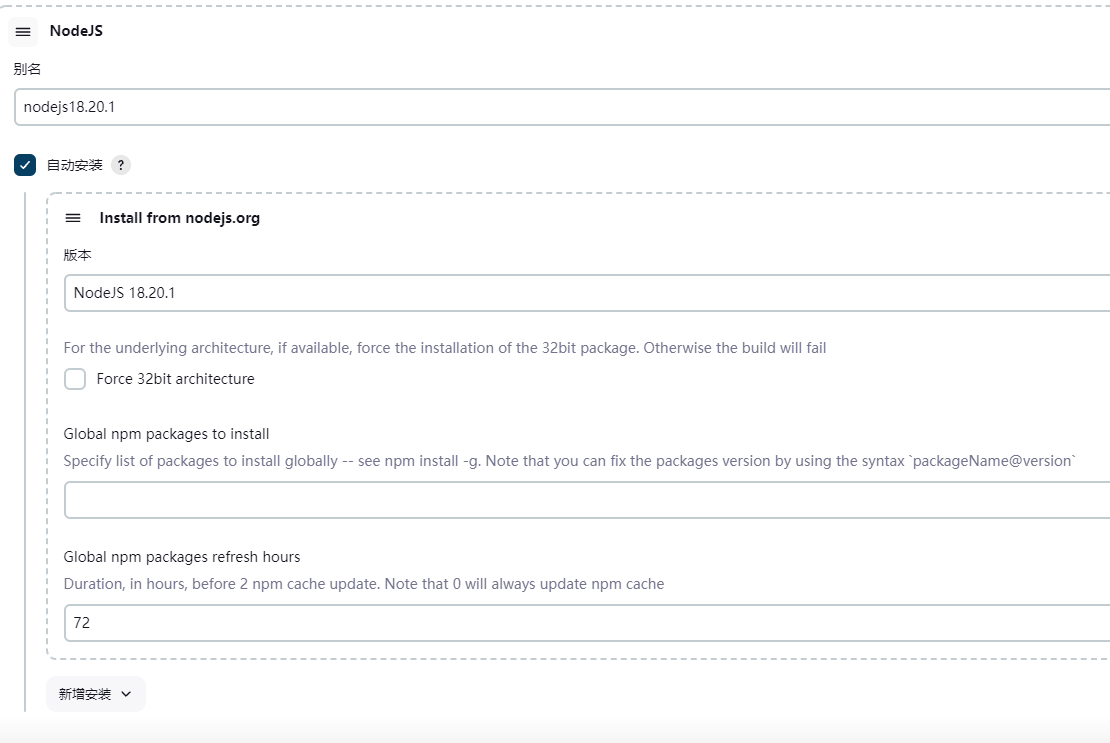 NodeJS
别名
nodejs18.20.1
自动安装 ?
Install from nodejs.org
版本
NodeJS 18.20.1
For the underlying architecture, if available, force the installation of the 32bit package. Otherwise the build will fail
Force 32bit architecture
Global npm packages to install
Specify list of packages to install globally -- see npm install -g. Note that you can fix the packages version by using the syntax `packageName@version`
Global npm packages refresh hours
Duration, in hours, before 2 npm cache update. Note that 0 will always update npm cache
72
新增安装